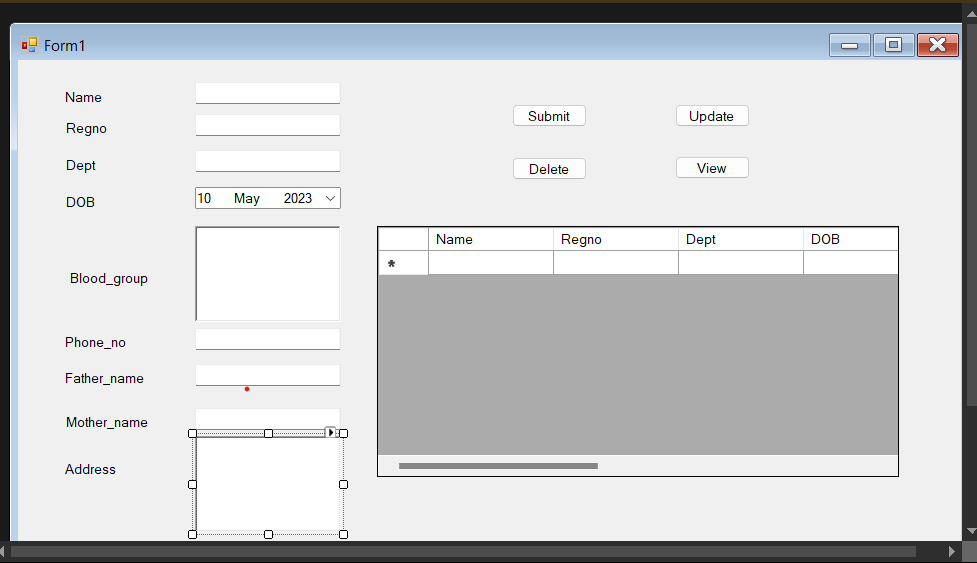 Form1
Name
Regno
Dept
DOB
10 May 2023
Blood_group
Phone_no
Father_name
Mother_name
Address
Submit Update
Delete View
Name Regno Dept DOB
*